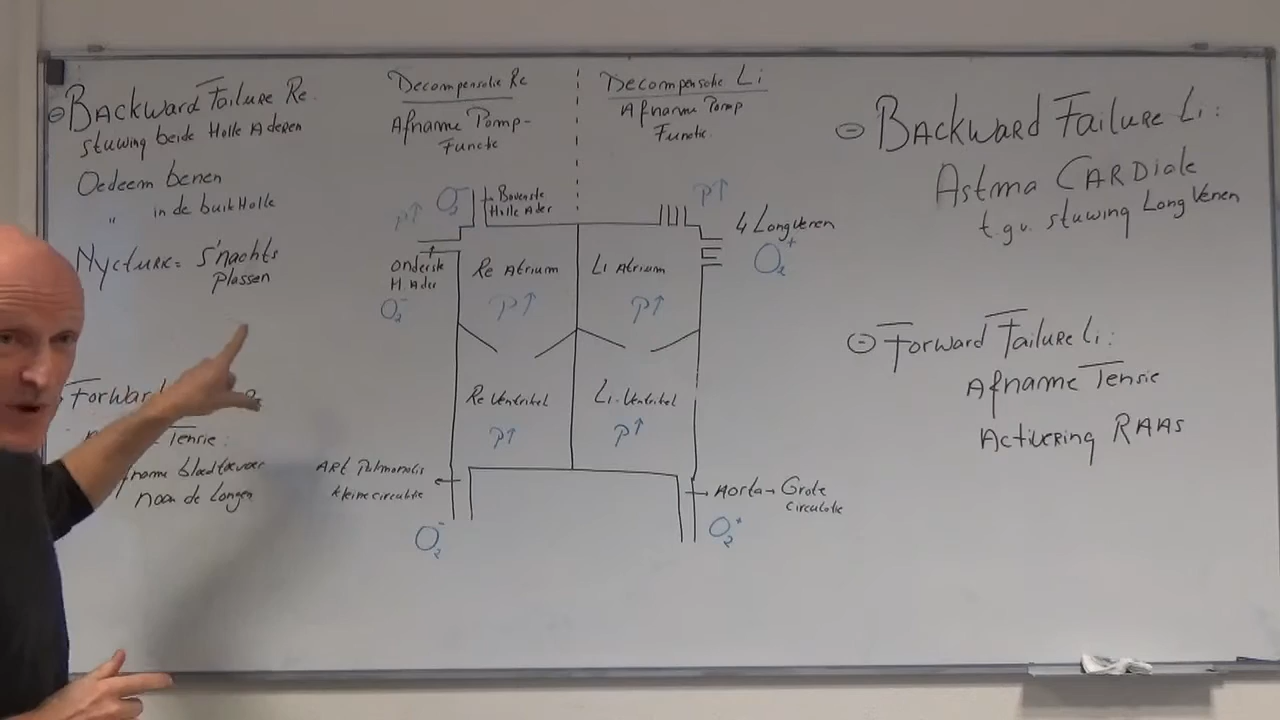 ⊖ Backward Failure Re.
stuwing beide Holle Aderen
Oedeem benen
" in de buikHolle
Nycturie = s'nachts
plassen
Forward
Tensie:
bloedtoevoer
naar de Longen
Decompensatie Re
Afname Pomp-
Functie
Decompensatie Li
Afname Pomp
Functie.
P↑
O2-
Bovenste
Holle Ader
onderste
H Ader
O2-
P↑
4 Longvenen
O2+
Re Atrium
P↑
Li Atrium
P↑
Re Ventrikel
P↑
Li. Ventrikel
P↑
Art Pulmonalis
kleine circulatie
O2-
Aorta → Grote
circulatie
O2+
⊖ Backward Failure Li:
Astma Cardiale
t.g.v. stuwing Long Venen
⊖ Forward Failure Li:
Afname Tensie
Activering RAAS